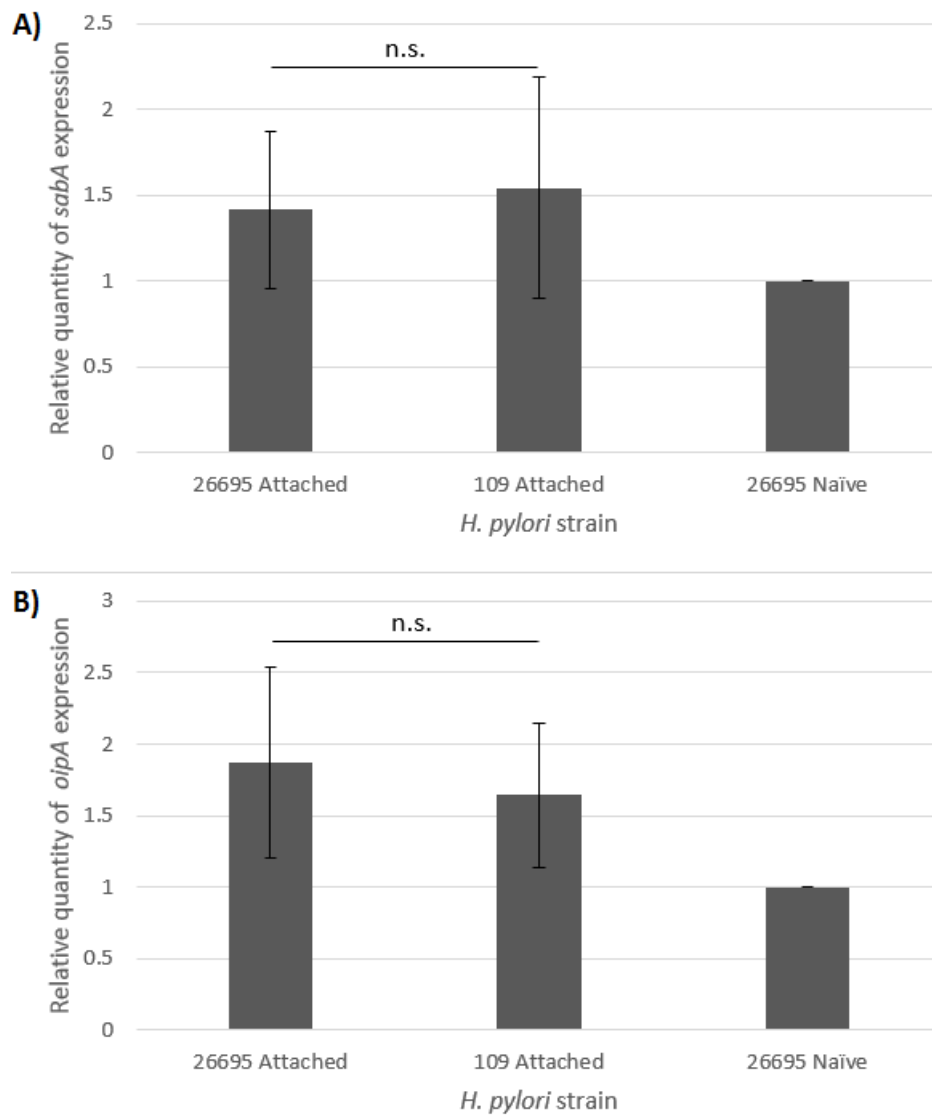 A)
Relative quantity of sabA expression
2.5
2
1.5
1
0.5
0
n.s.
26695 Attached 109 Attached 26695 Naïve
H. pylori strain
B)
Relative quantity of oipA expression
3
2.5
2
1.5
1
0.5
0
n.s.
26695 Attached 109 Attached 26695 Naïve
H. pylori strain